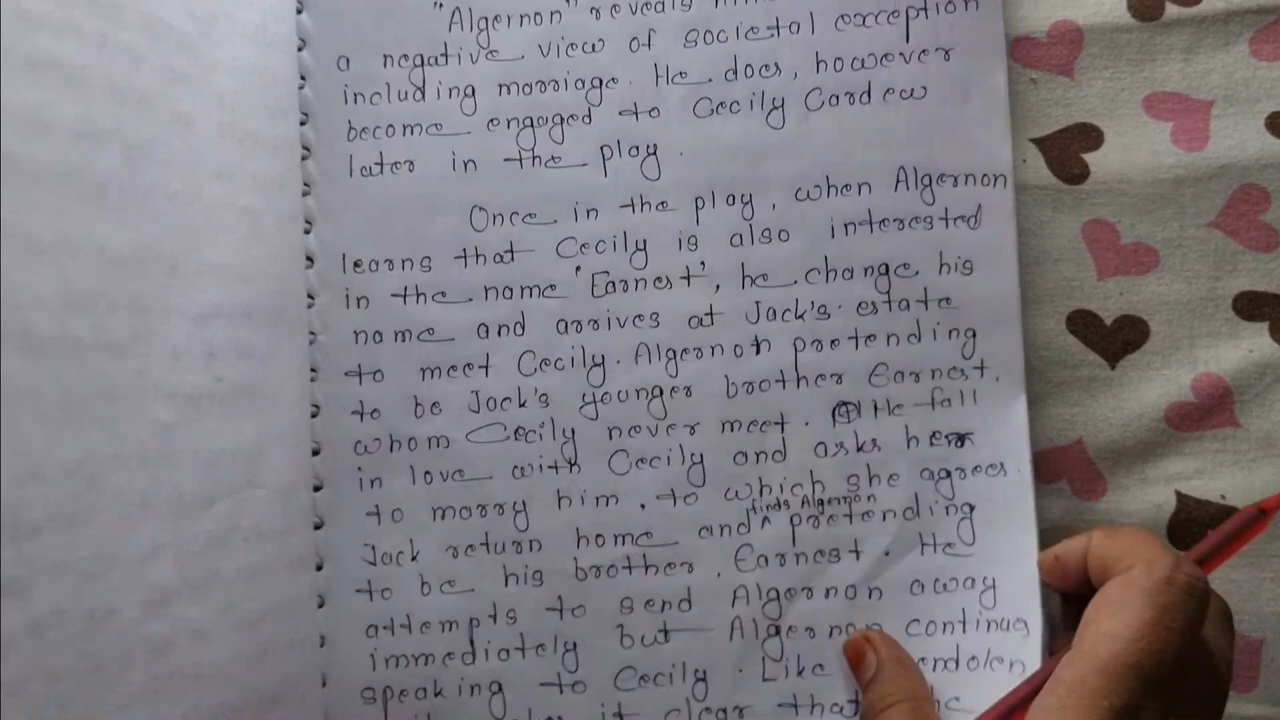 "Algernon" reveals
a negative view of societal exception
including marriage. He does, however
become engaged to Cecily Cardew
later in the play.
Once in the play, when Algernon
learns that Cecily is also interested
in the name 'Earnest', he change his
name and arrives at Jack's estate
to meet Cecily. Algernon pretending
to be Jack's younger brother Earnest,
whom Cecily never meet. He fall
in love with Cecily and asks her
to marry him, to which she agrees.
finds Algernon
Jack return home and ^ pretending
to be his brother, Earnest. He
attempts to send Algernon away
immediately but Algernon continus
speaking to Cecily. Like endolen
it clear that